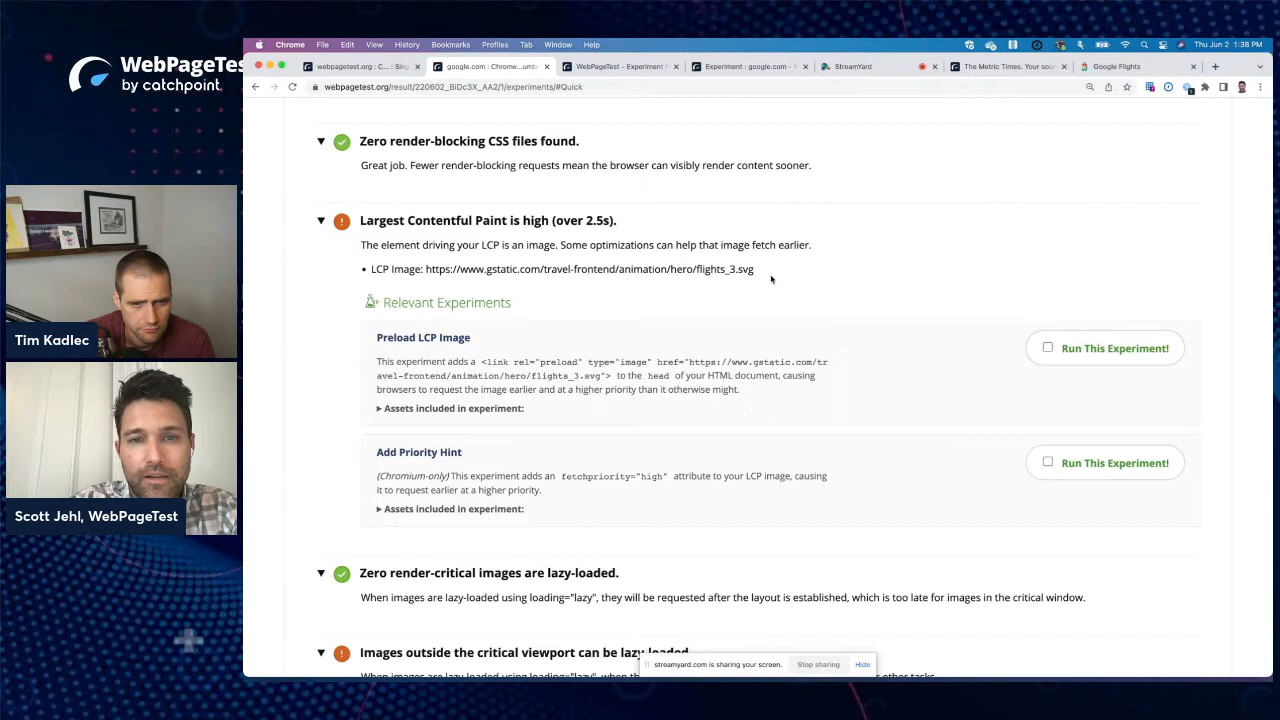 WebPageTes
by catchpoint.
Tim Kadlec
Scott Jehl, WebPageTest
Chrome File Edit View History Bookmarks Profiles Tab Window Help
Thu Jun 2 1:38 PM
webpagetest.org : C... : Sing
google.com : Chrome...umb
WebPageTest - Experiment R
Experiment : google.com - W
StreamYard
The Metric Times. Your sou
Google Flights
webpagetest.org/result/220602_BiDc3X_AA2/1/experiments/#Quick
Zero render-blocking CSS files found.
Great job. Fewer render-blocking requests mean the browser can visibly render content sooner.
Largest Contentful Paint is high (over 2.5s).
The element driving your LCP is an image. Some optimizations can help that image fetch earlier.
• LCP Image: https://www.gstatic.com/travel-frontend/animation/hero/flights_3.svg
Relevant Experiments
Preload LCP Image
This experiment adds a <link rel="preload" type="image" href="https://www.gstatic.com/tr
avel-frontend/animation/hero/flights_3.svg"> to the head of your HTML document, causing
browsers to request the image earlier and at a higher priority than it otherwise might.
Assets included in experiment:
Run This Experiment!
Add Priority Hint
(Chromium-only) This experiment adds an fetchpriority="high" attribute to your LCP image, causing
it to request earlier at a higher priority.
Assets included in experiment:
Run This Experiment!
Zero render-critical images are lazy-loaded.
When images are lazy-loaded using loading="lazy", they will be requested after the layout is established, which is too late for images in the critical window.
Images outside the critical viewport can be lazy loaded.
streamyard.com is sharing your screen.
Stop sharing
Hide